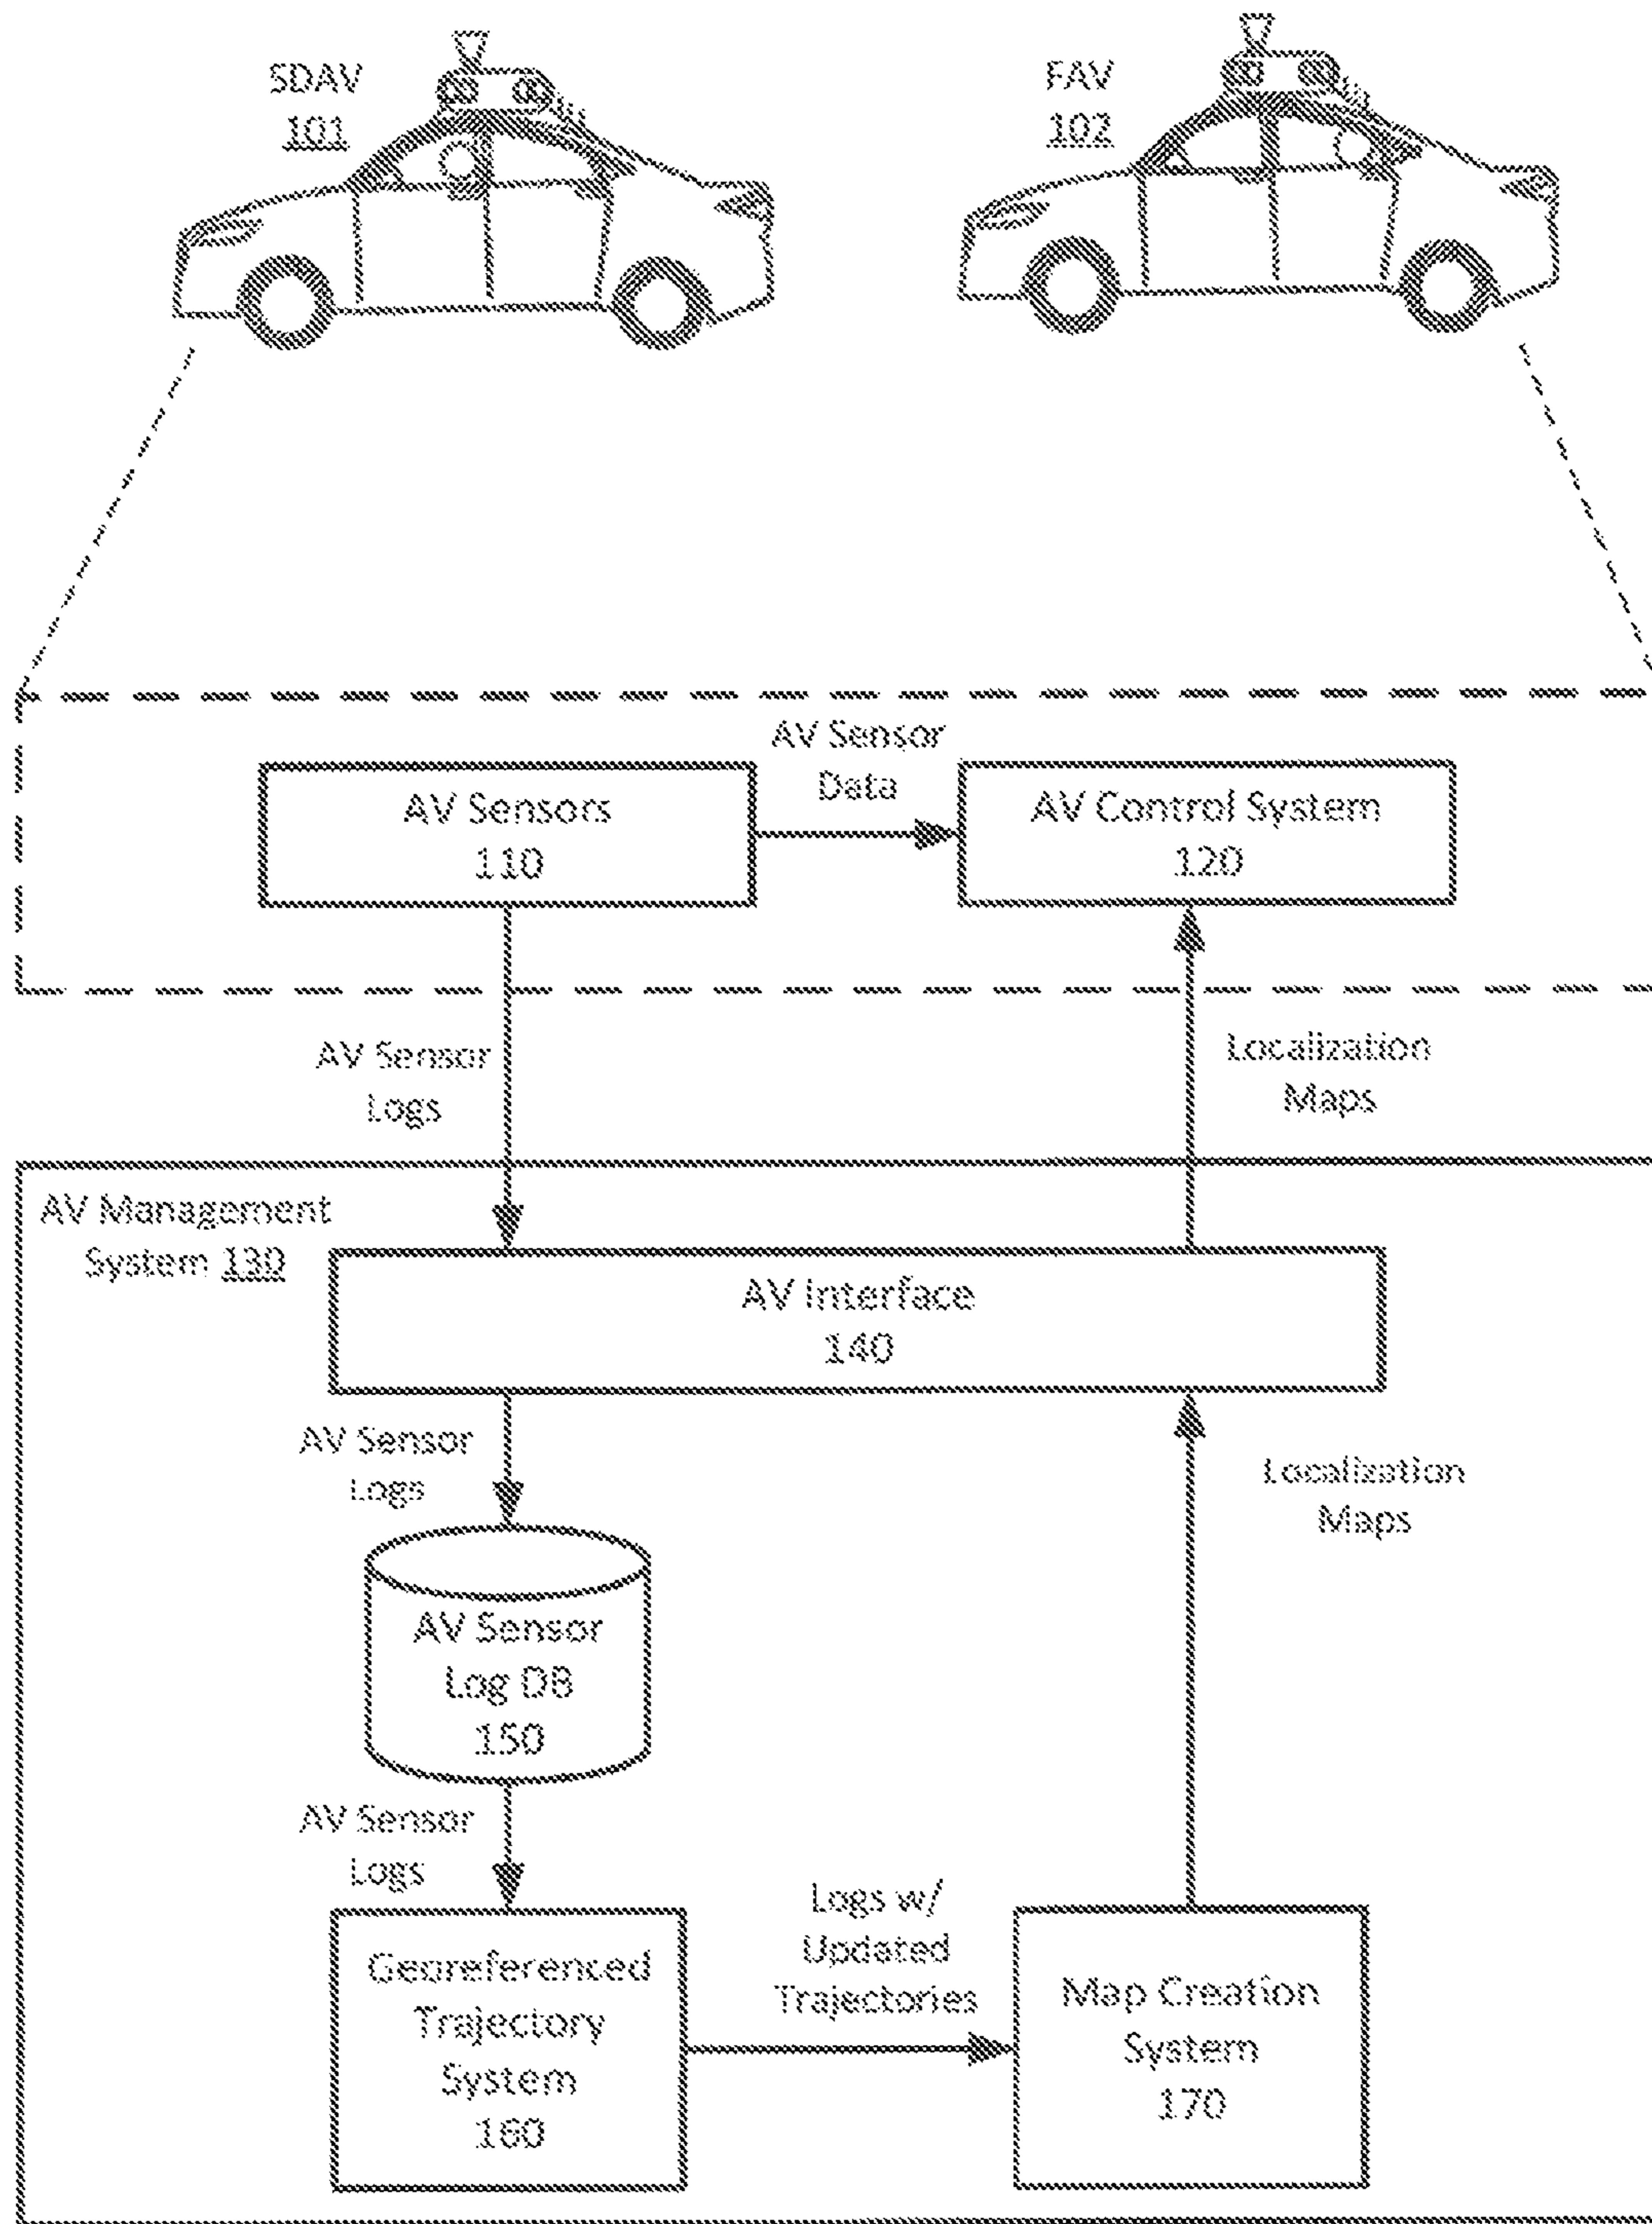 SDAV
101
FAV
102
AV Sensor
Data
AV Sensors
110
AV Control System
120
AV Sensor
Logs
Localization
Maps
AV Management
System 130
AV Interface
140
AV Sensor
Logs
Localization
Maps
AV Sensor
Log DB
150
AV Sensor
Logs
Logs w/
Updated
Trajectories
Georeferenced
Trajectory
System
160
Map Creation
System
170